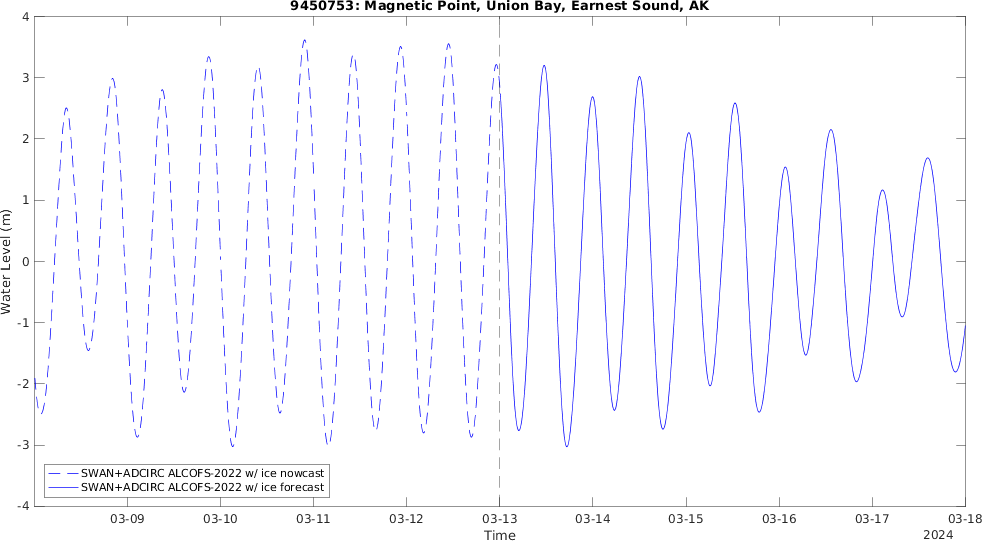 9450753: Magnetic Point, Union Bay, Earnest Sound, AK
4
3
2
1
0
-1
-2
-3
-4
Water Level (m)
SWAN+ADCIRC ALCOFS-2022 w/ ice nowcast
SWAN+ADCIRC ALCOFS-2022 w/ ice forecast
03-09 03-10 03-11 03-12 03-13 03-14 03-15 03-16 03-17 03-18
Time
2024